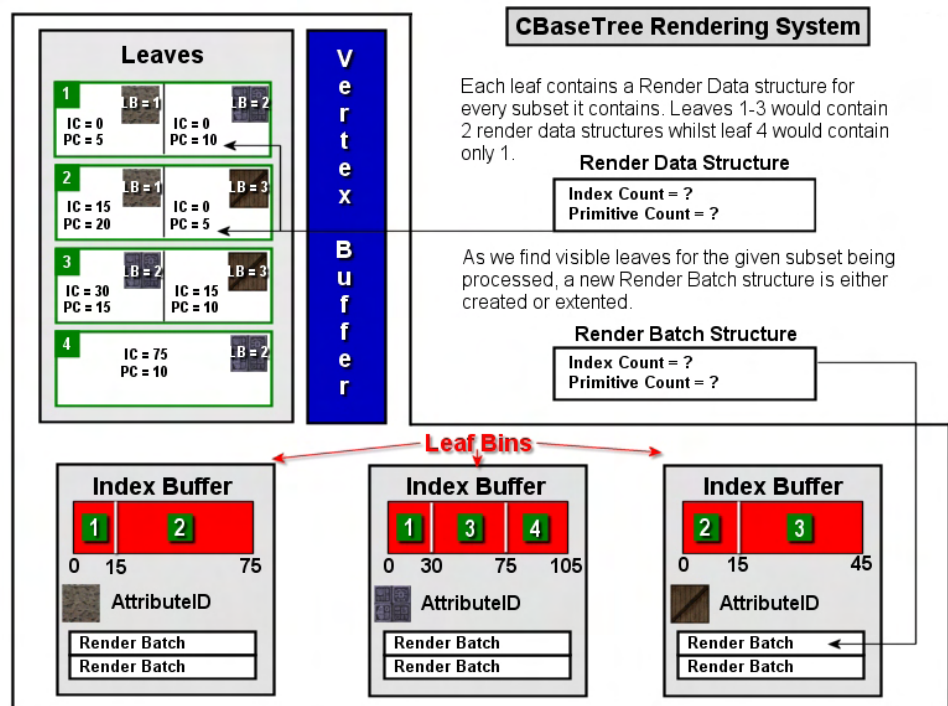 CBaseTree Rendering System
Leaves
1
LB = 1
IC = 0
PC = 5
LB = 2
IC = 0
PC = 10
2
LB = 1
IC = 15
PC = 20
LB = 3
IC = 0
PC = 5
3
LB = 2
IC = 30
PC = 15
LB = 3
IC = 15
PC = 10
4
IC = 75
PC = 10
LB = 2
Vertex Buffer
Each leaf contains a Render Data structure for
every subset it contains. Leaves 1-3 would contain
2 render data structures whilst leaf 4 would contain
only 1.
Render Data Structure
Index Count = ?
Primitive Count = ?
As we find visible leaves for the given subset being
processed, a new Render Batch structure is either
created or extented.
Render Batch Structure
Index Count = ?
Primitive Count = ?
Leaf Bins
Index Buffer
1 2
0 15 75
AttributeID
Render Batch
Render Batch
Index Buffer
1 3 4
0 30 75 105
AttributeID
Render Batch
Render Batch
Index Buffer
2 3
0 15 45
AttributeID
Render Batch
Render Batch